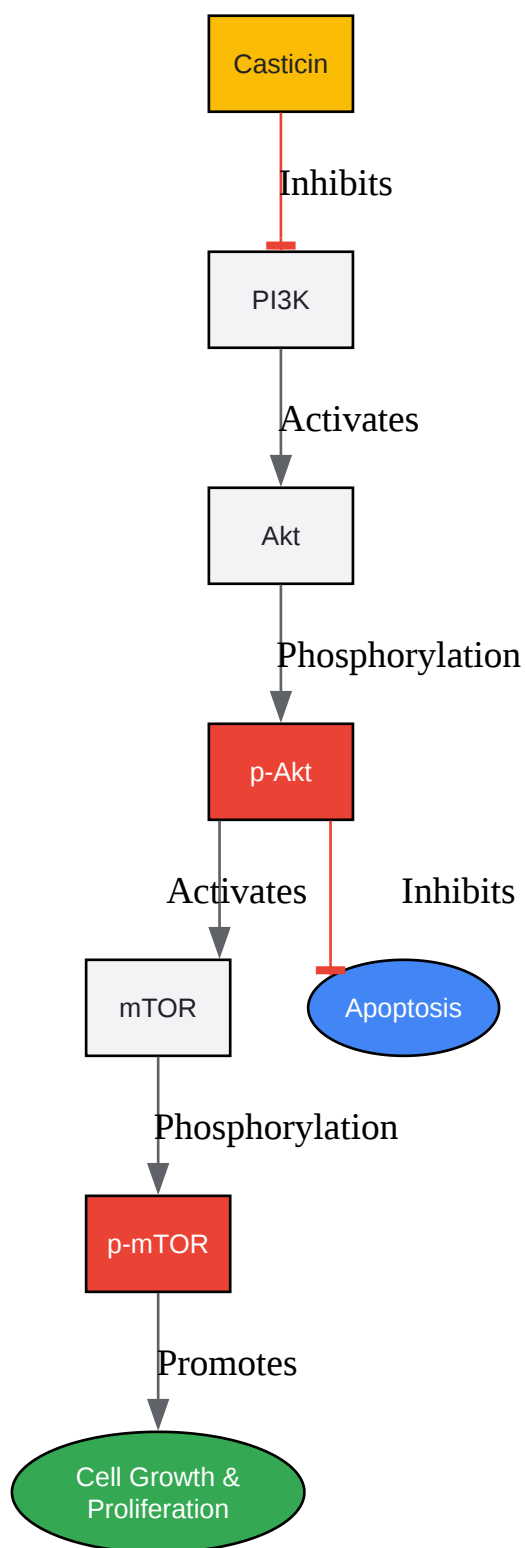 Casticin
Inhibits
PI3K
Activates
Akt
Phosphorylation
p-Akt
Activates
Inhibits
mTOR
Apoptosis
Phosphorylation
p-mTOR
Promotes
Cell Growth &
Proliferation